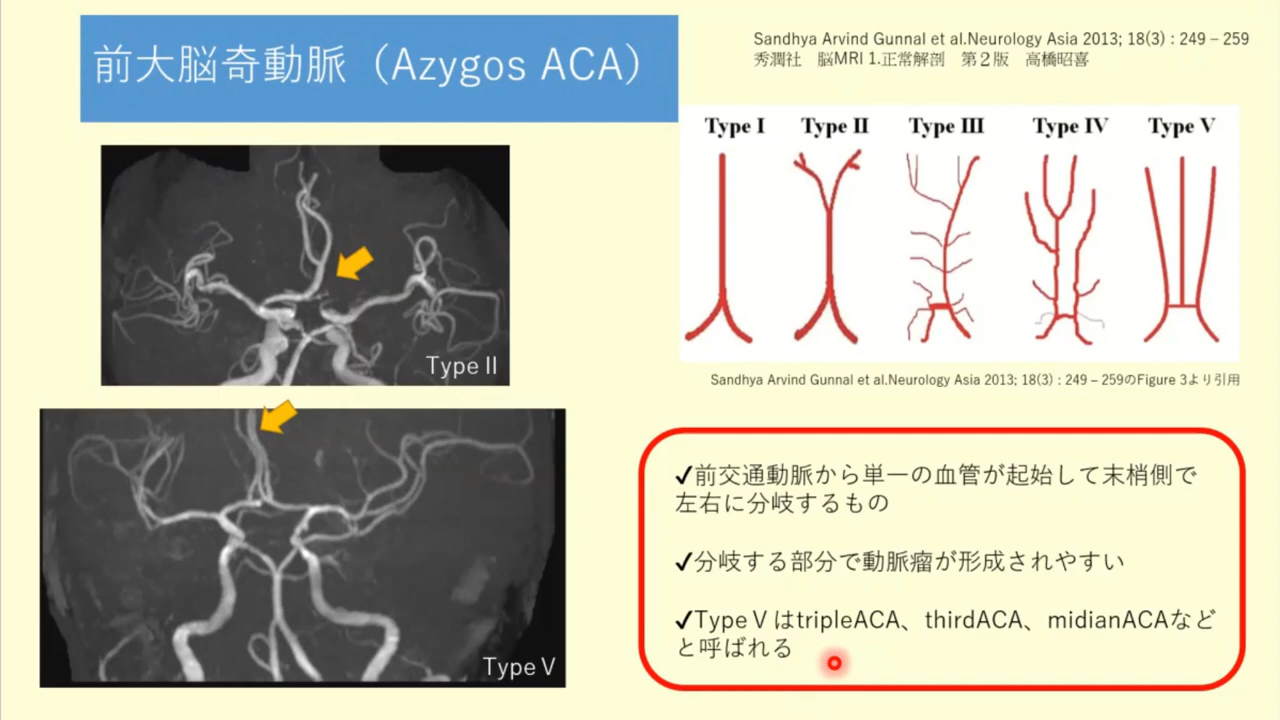 前大脳奇動脈（Azygos ACA）
Sandhya Arvind Gunnal et al.Neurology Asia 2013; 18(3) : 249 – 259
秀潤社　脳MRI 1.正常解剖　第２版　高橋昭喜
Type I Type II Type III Type IV Type V
Type II
Sandhya Arvind Gunnal et al.Neurology Asia 2013; 18(3) : 249 – 259のFigure 3より引用
Type V
✓前交通動脈から単一の血管が起始して末梢側で
左右に分岐するもの
✓分岐する部分で動脈瘤が形成されやすい
✓Type V はtripleACA、thirdACA、midianACAなど
と呼ばれる